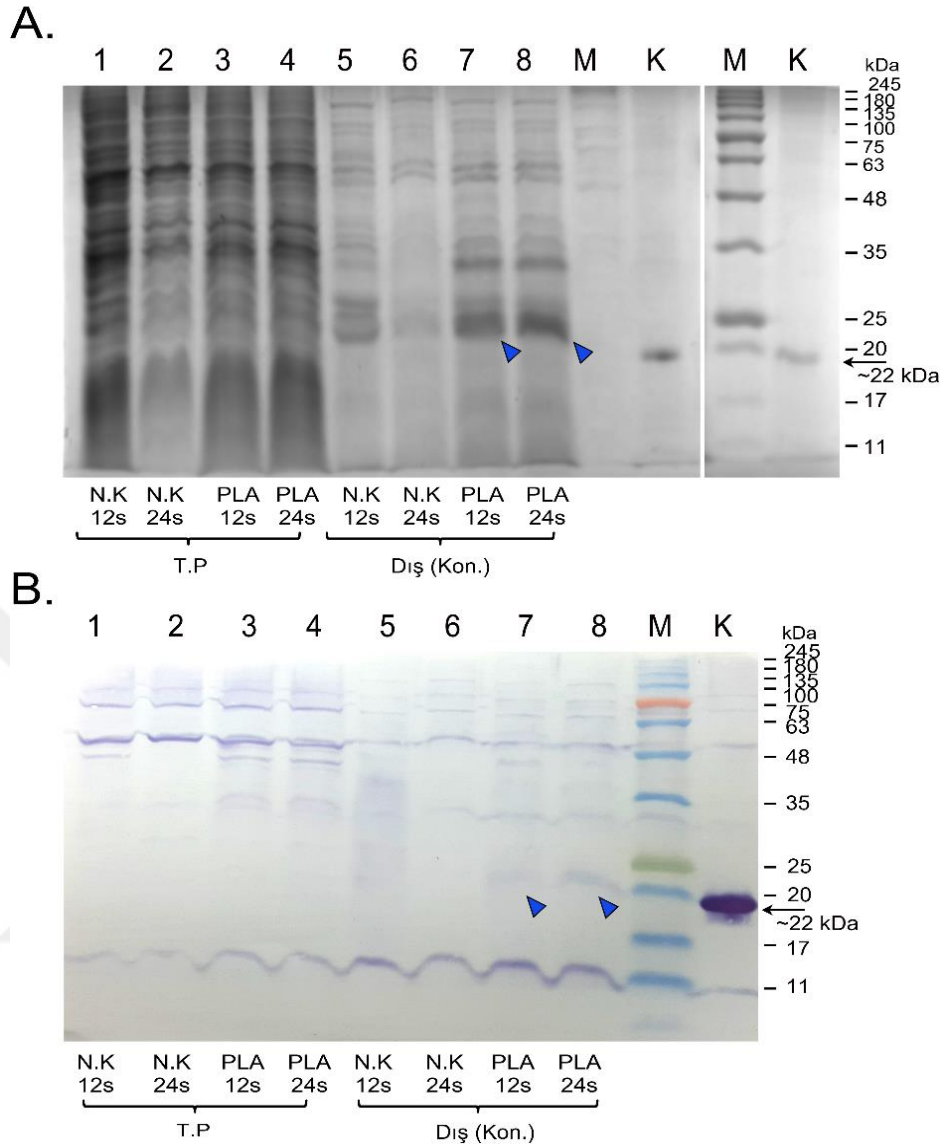 A.
1 2 3 4 5 6 7 8 M K M K
kDa
245
180
135
100
75
63
48
35
25
20
~22 kDa
17
11
N.K 12s N.K 24s PLA 12s PLA 24s N.K 12s N.K 24s PLA 12s PLA 24s
T.P Dış (Kon.)
B.
1 2 3 4 5 6 7 8 M K
kDa
245
180
135
100
75
63
48
35
25
20
~22 kDa
17
11
N.K 12s N.K 24s PLA 12s PLA 24s N.K 12s N.K 24s PLA 12s PLA 24s
T.P Dış (Kon.)